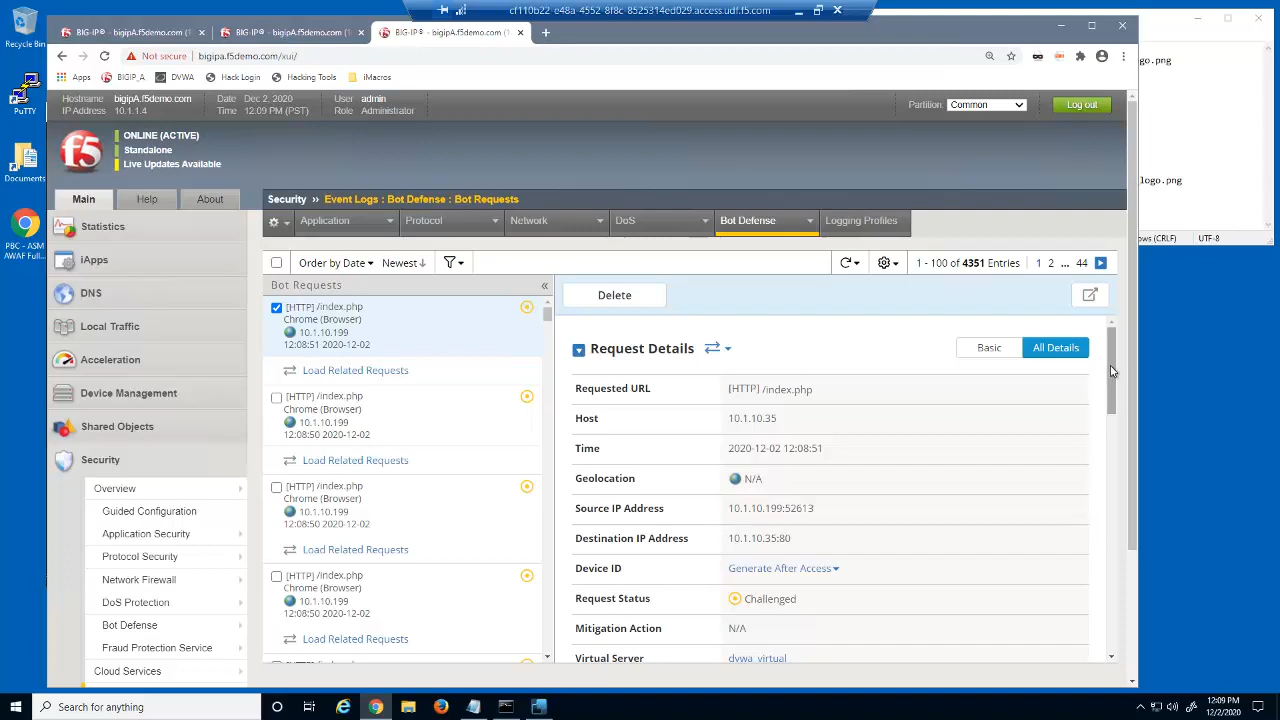 cf110b22-e48a-4552-8f8c-8525314ed029.access.udf.f5.com
Recycle Bin
PuTTY
Documents
PBC - ASM
AWAF Full...
BIG-IP® - bigipA.f5demo.com (1
BIG-IP® - bigipA.f5demo.com (1
BIG-IP® - bigipA.f5demo.com (1
Not secure
bigipa.f5demo.com/xui/
Apps
BIGIP_A
DVWA
Hack Login
Hacking Tools
iMacros
Hostname bigipA.f5demo.com
IP Address 10.1.1.4
Date Dec 2, 2020
Time 12:09 PM (PST)
User admin
Role Administrator
Partition: Common
Log out
f5
ONLINE (ACTIVE)
Standalone
Live Updates Available
Main
Help
About
Statistics
iApps
DNS
Local Traffic
Acceleration
Device Management
Shared Objects
Security
Overview
Guided Configuration
Application Security
Protocol Security
Network Firewall
DoS Protection
Bot Defense
Fraud Protection Service
Cloud Services
Security ›› Event Logs : Bot Defense : Bot Requests
Application
Protocol
Network
DoS
Bot Defense
Logging Profiles
Order by Date
Newest
1 - 100 of 4351 Entries
1 2 ... 44
Bot Requests
[HTTP] /index.php
Chrome (Browser)
10.1.10.199
12:08:51 2020-12-02
Load Related Requests
[HTTP] /index.php
Chrome (Browser)
10.1.10.199
12:08:50 2020-12-02
Load Related Requests
[HTTP] /index.php
Chrome (Browser)
10.1.10.199
12:08:50 2020-12-02
Load Related Requests
[HTTP] /index.php
Chrome (Browser)
10.1.10.199
12:08:50 2020-12-02
Load Related Requests
Delete
Request Details
Basic
All Details
Requested URL [HTTP] /index.php
Host 10.1.10.35
Time 2020-12-02 12:08:51
Geolocation N/A
Source IP Address 10.1.10.199:52613
Destination IP Address 10.1.10.35:80
Device ID Generate After Access
Request Status Challenged
Mitigation Action N/A
Virtual Server dvwa_virtual
go.png
logo.png
ows (CRLF)
UTF-8
Search for anything
12:09 PM
12/2/2020